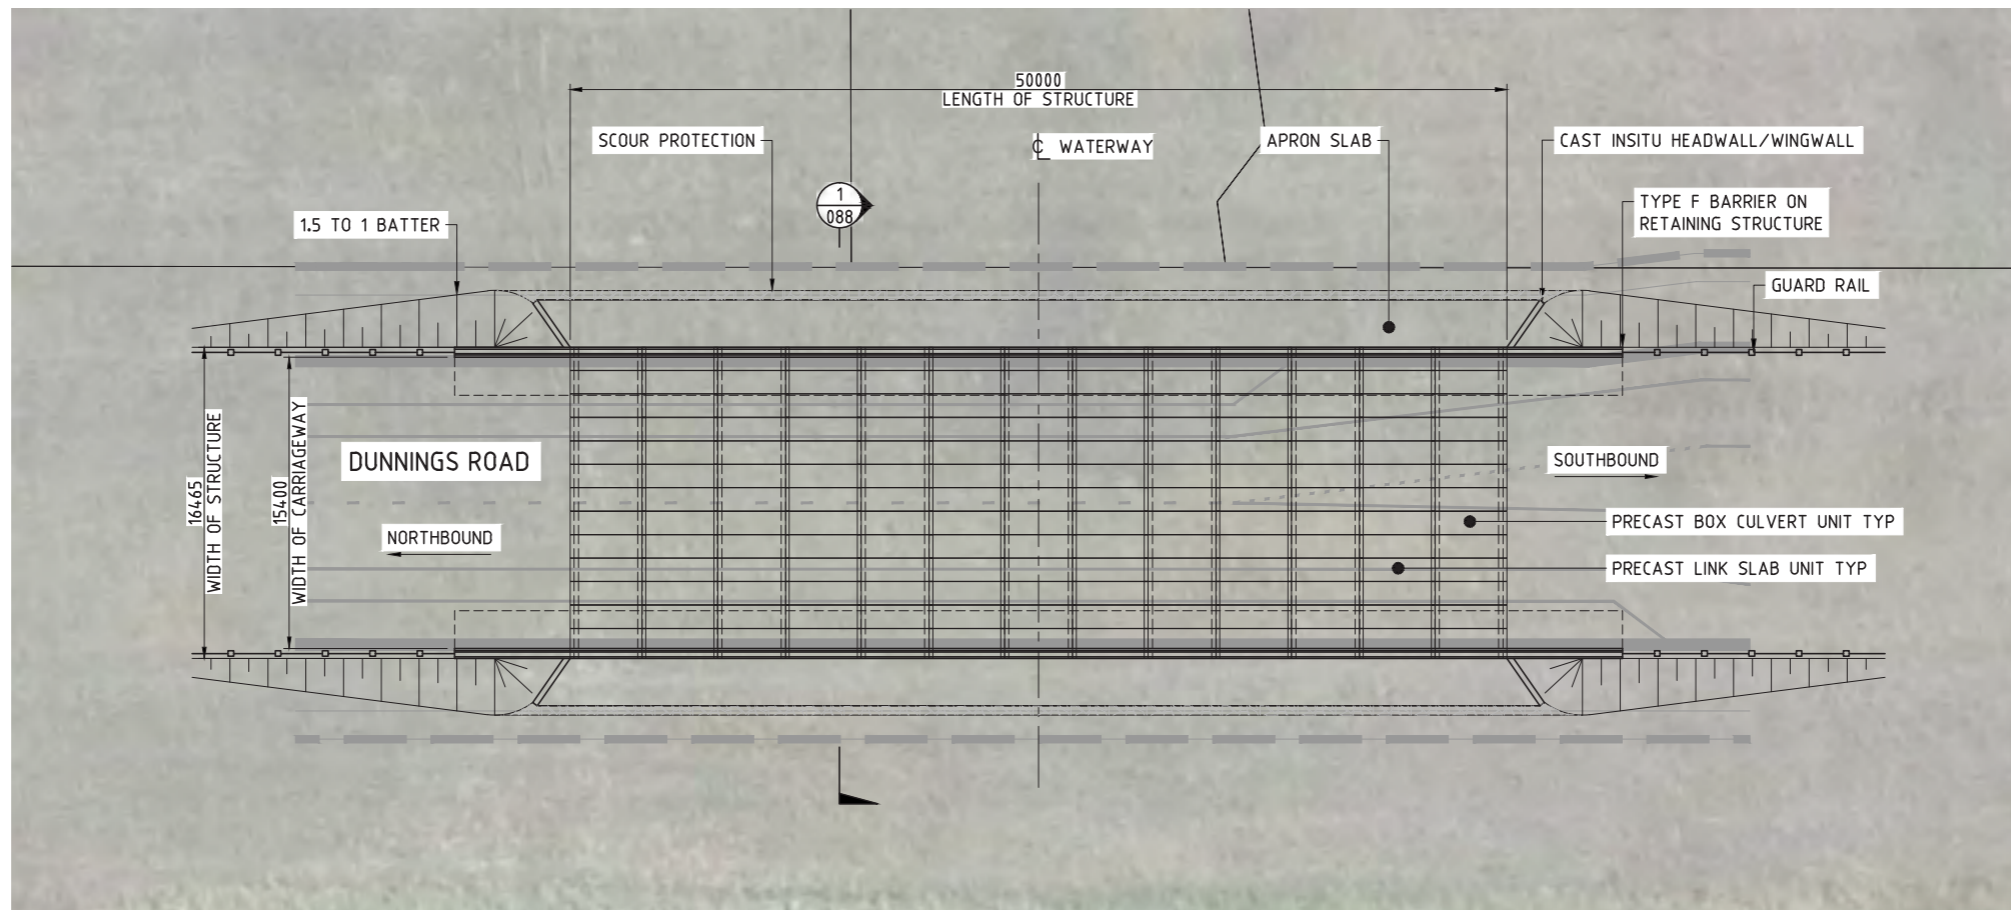 50000
LENGTH OF STRUCTURE
SCOUR PROTECTION
℄ WATERWAY
APRON SLAB
CAST INSITU HEADWALL/WINGWALL
1
088
TYPE F BARRIER ON
RETAINING STRUCTURE
1.5 TO 1 BATTER
GUARD RAIL
16465
WIDTH OF STRUCTURE
15400
WIDTH OF CARRIAGEWAY
DUNNINGS ROAD
SOUTHBOUND
NORTHBOUND
PRECAST BOX CULVERT UNIT TYP
PRECAST LINK SLAB UNIT TYP